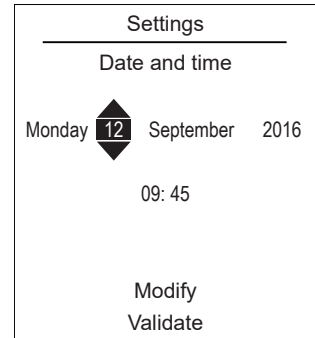 Settings
Date and time
Monday 12 September 2016
09: 45
Modify
Validate